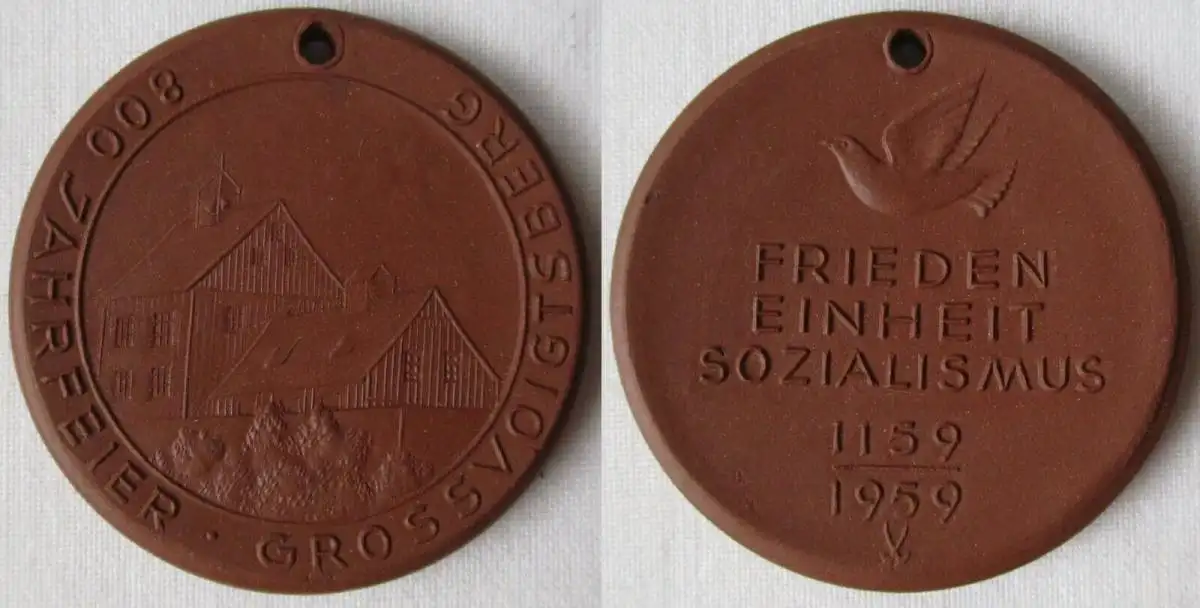 800 JAHRFEIER · GROSSVOIGTSBERG
FRIEDEN
EINHEIT
SOZIALISMUS
1159
1959